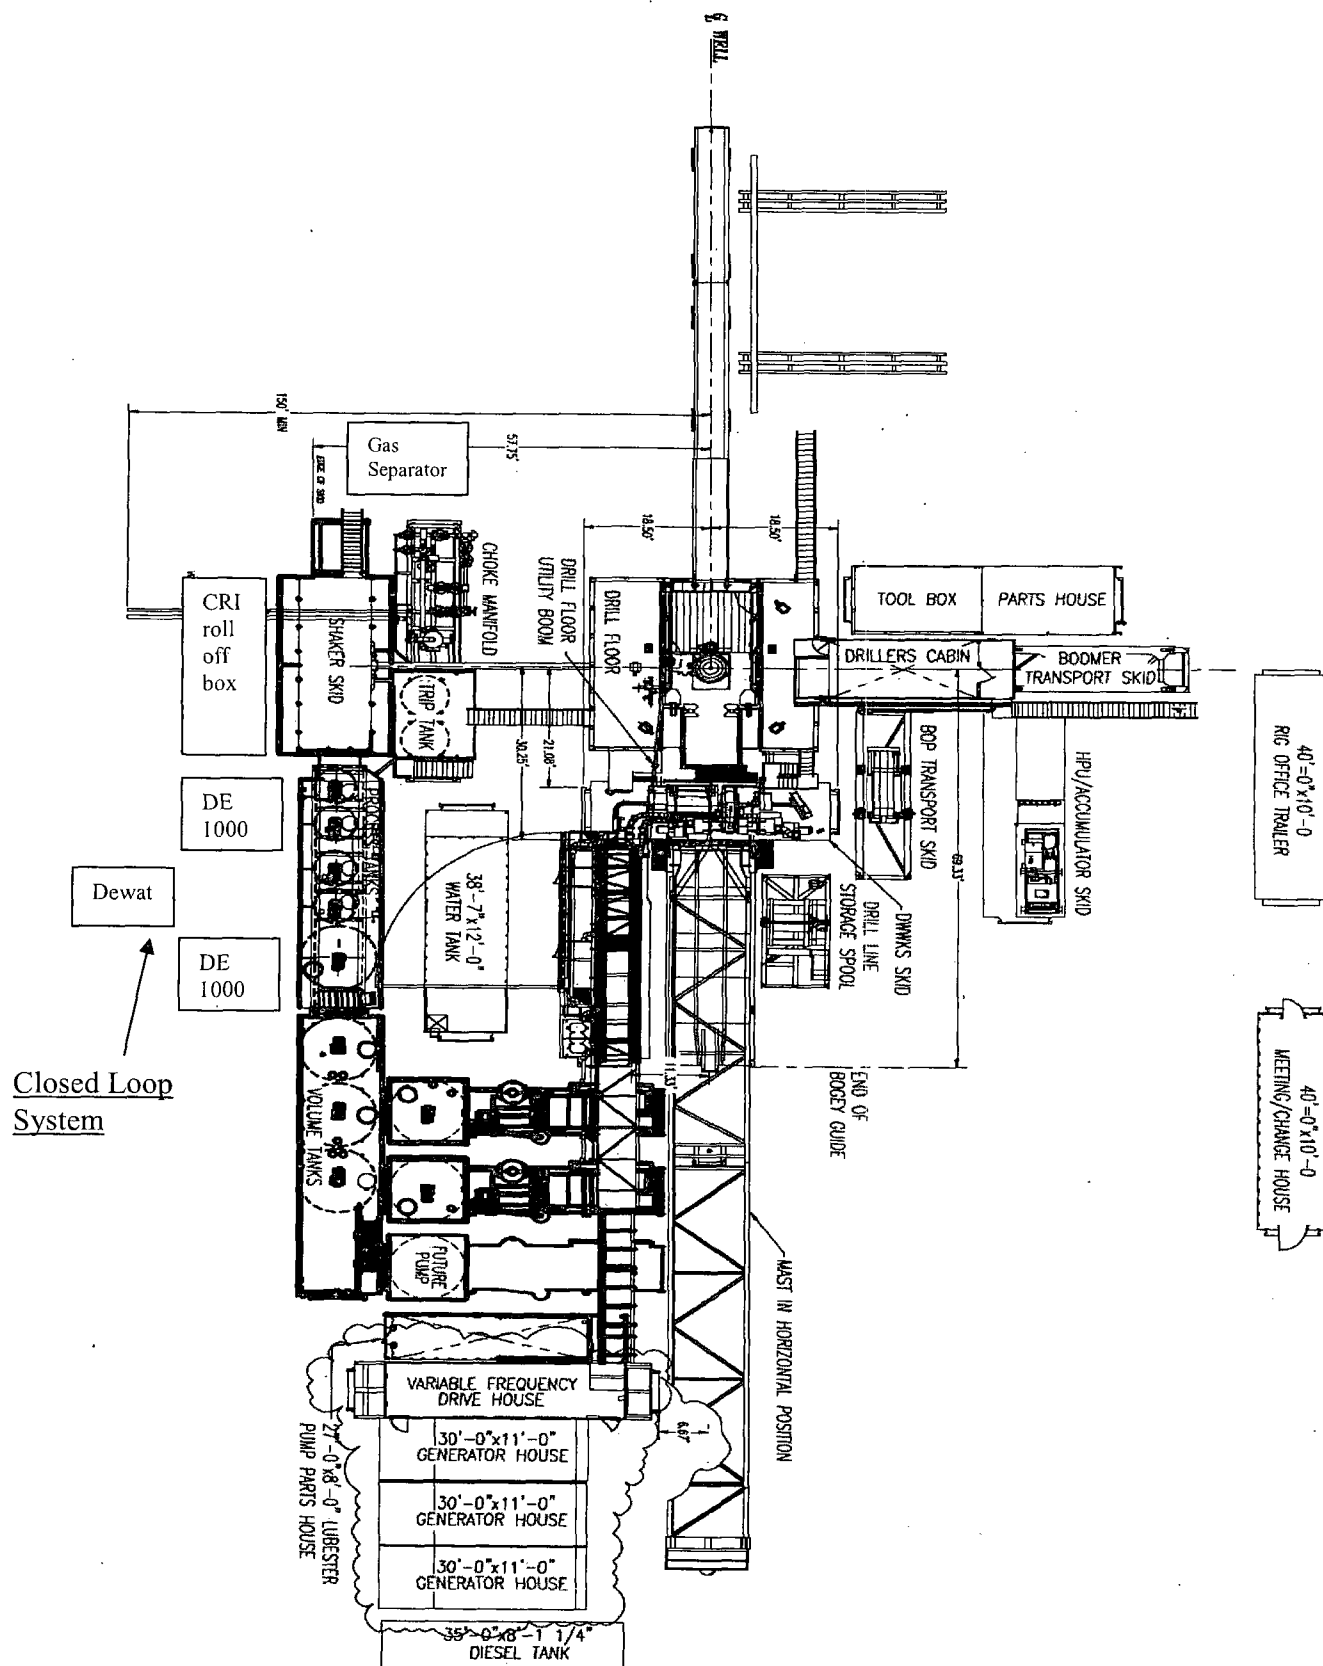 ℄ WELL
150' MIN
57.75'
Gas
Separator
EDGE OF SKID
18.50'
18.50'
CHOKE MANIFOLD
DRILL FLOOR
UTILITY BOOM
DRILL FLOOR
TOOL BOX
PARTS HOUSE
CRI
roll
off
box
SHAKER SKID
TRIP TANK
DRILLERS CABIN
BOOMER
TRANSPORT SKID
21.08'
30.25'
BOP TRANSPORT SKID
HPU/ACCUMULATOR SKID
40'-0"x10'-0
RIG OFFICE TRAILER
DE
1000
38'-7"x12'-0"
WATER TANK
69.33'
DWWKS SKID
DRILL LINE
STORAGE SPOOL
Dewat
DE
1000
Closed Loop
System
VOLUME TANKS
11.33'
END OF
BOGEY GUIDE
40'-0"x10'-0
MEETING/CHANGE HOUSE
FUTURE
PUMP
MAST IN HORIZONTAL POSITION
VARIABLE FREQUENCY
DRIVE HOUSE
6.67'
27'-0"x8'-0" LUBESTER
PUMP PARTS HOUSE
30'-0"x11'-0"
GENERATOR HOUSE
30'-0"x11'-0"
GENERATOR HOUSE
30'-0"x11'-0"
GENERATOR HOUSE
35'-0"x8'-1 1/4"
DIESEL TANK